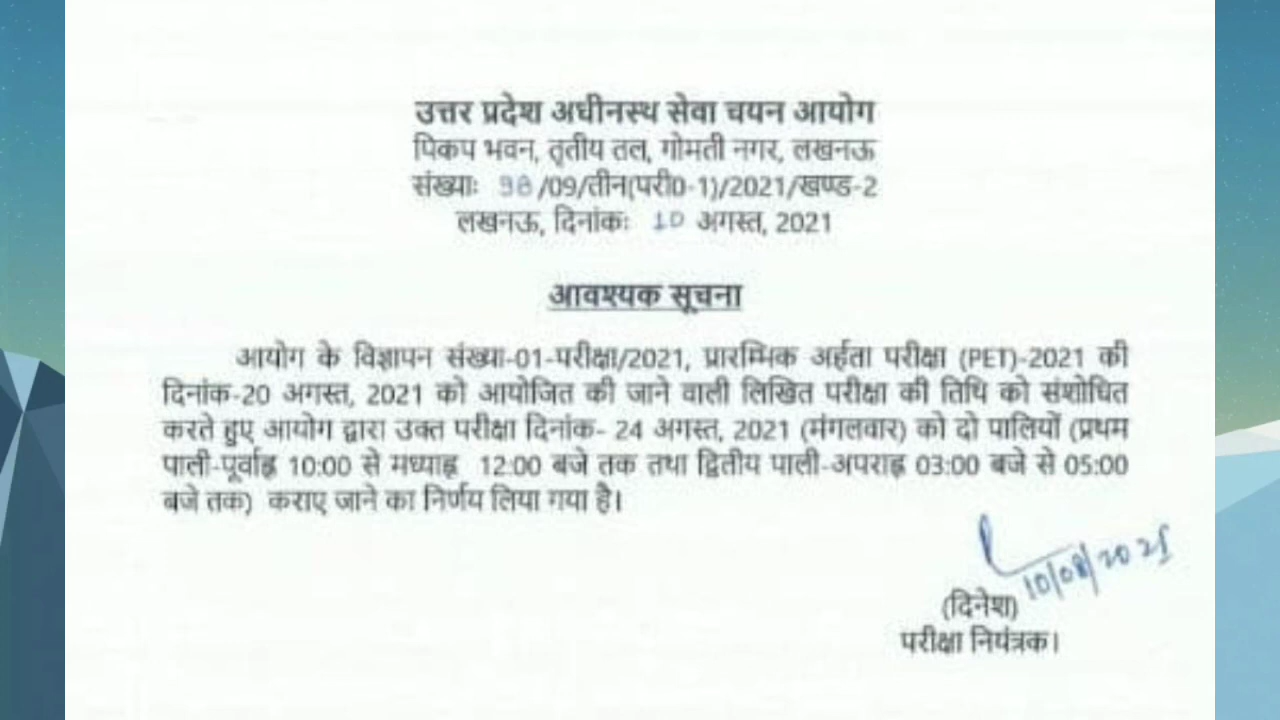 उत्तर प्रदेश अधीनस्थ सेवा चयन आयोग
पिकप भवन, तृतीय तल, गोमती नगर, लखनऊ
संख्याः 98/09/तीन(परी0-1)/2021/खण्ड-2
लखनऊ, दिनांकः 10 अगस्त, 2021
आवश्यक सूचना
आयोग के विज्ञापन संख्या-01-परीक्षा/2021, प्रारम्भिक अर्हता परीक्षा (PET)-2021 की
दिनांक-20 अगस्त, 2021 को आयोजित की जाने वाली लिखित परीक्षा की तिथि को संशोधित
करते हुए आयोग द्वारा उक्त परीक्षा दिनांक- 24 अगस्त, 2021 (मंगलवार) को दो पालियों (प्रथम
पाली-पूर्वाह्न 10:00 से मध्याह्न 12:00 बजे तक तथा द्वितीय पाली-अपराह्न 03:00 बजे से 05:00
बजे तक) कराए जाने का निर्णय लिया गया है।
10/08/2021
(दिनेश)
परीक्षा नियंत्रक।